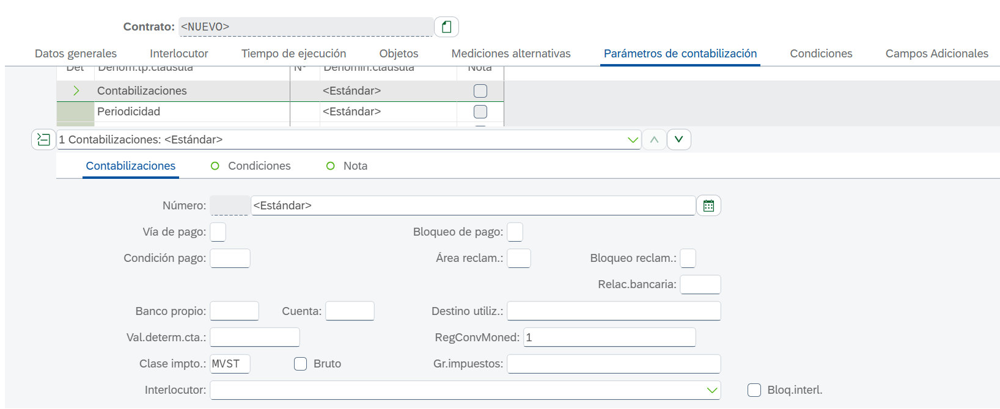 Contrato: <NUEVO>
Datos generales Interlocutor Tiempo de ejecución Objetos Mediciones alternativas Parámetros de contabilización Condiciones Campos Adicionales
Del Denom.tp.cláusula Nº Denomin.cláusula Nota
Contabilizaciones <Estándar>
Periodicidad <Estándar>
1 Contabilizaciones: <Estándar>
Contabilizaciones Condiciones Nota
Número: <Estándar>
Vía de pago: Bloqueo de pago:
Condición pago: Área reclam.: Bloqueo reclam.:
Relac.bancaria:
Banco propio: Cuenta: Destino utiliz.:
Val.determ.cta.: RegConvMoned: 1
Clase impto.: MVST Bruto Gr.impuestos:
Interlocutor: Bloq.interl.